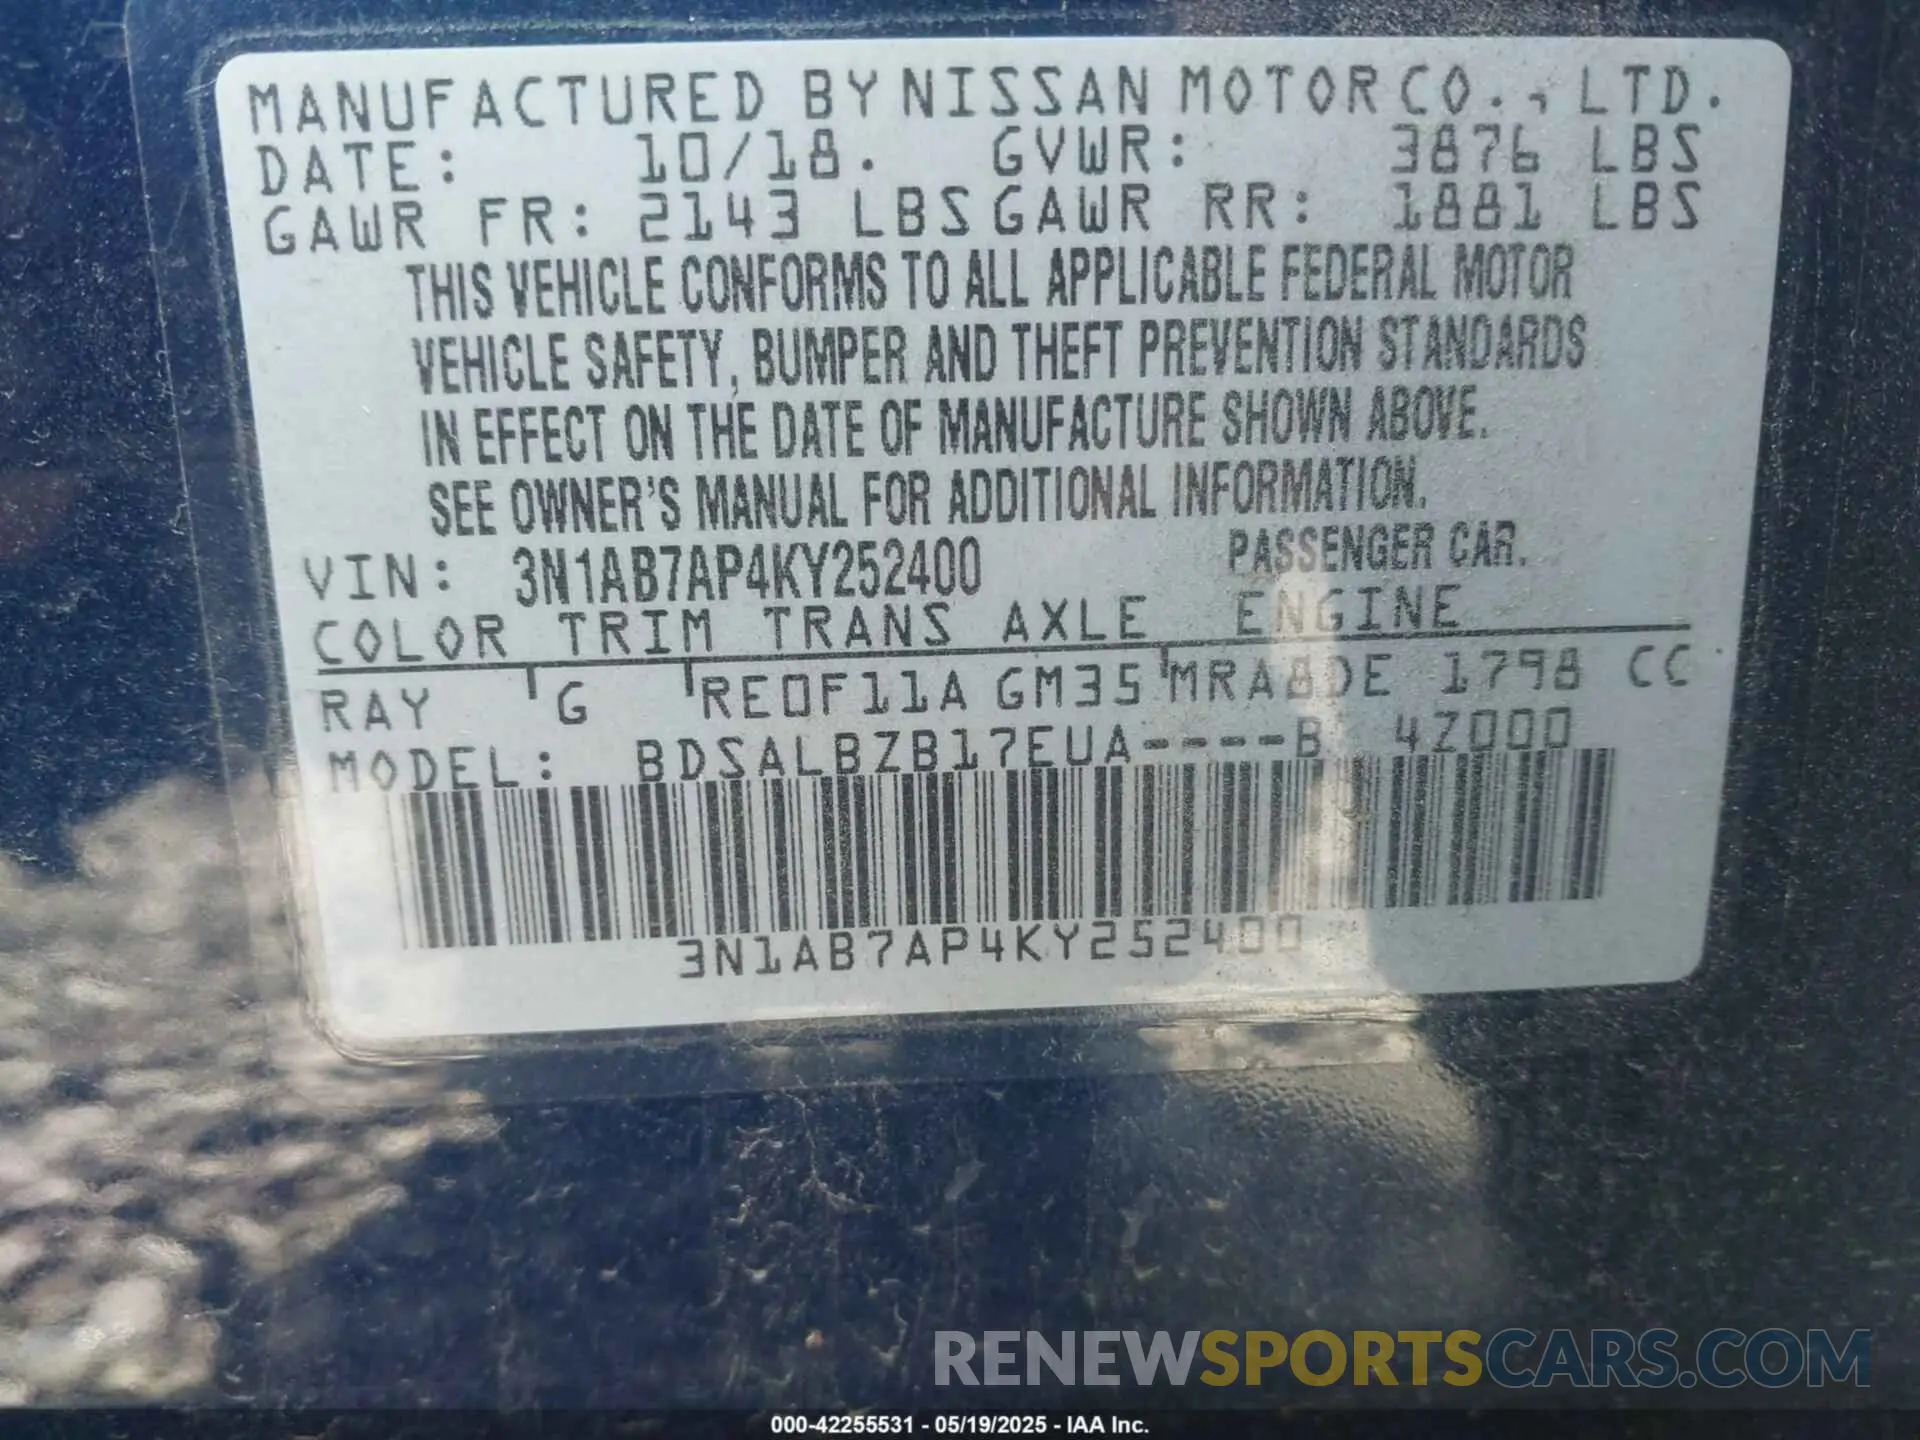 MANUFACTURED BY NISSAN MOTOR CO., LTD.
DATE: 10/18. GVWR: 3876 LBS
GAWR FR: 2143 LBS GAWR RR: 1881 LBS
THIS VEHICLE CONFORMS TO ALL APPLICABLE FEDERAL MOTOR
VEHICLE SAFETY, BUMPER AND THEFT PREVENTION STANDARDS
IN EFFECT ON THE DATE OF MANUFACTURE SHOWN ABOVE.
SEE OWNER'S MANUAL FOR ADDITIONAL INFORMATION.
VIN: 3N1AB7AP4KY252400 PASSENGER CAR.
COLOR TRIM TRANS AXLE ENGINE
RAY G RE0F11A GM35 MRA8DE 1798 CC
MODEL: BDSALBZB17EUA----B 4Z000
3N1AB7AP4KY252400
RENEWSPORTSCARS.COM
000-42255531 - 05/19/2025 - IAA Inc.